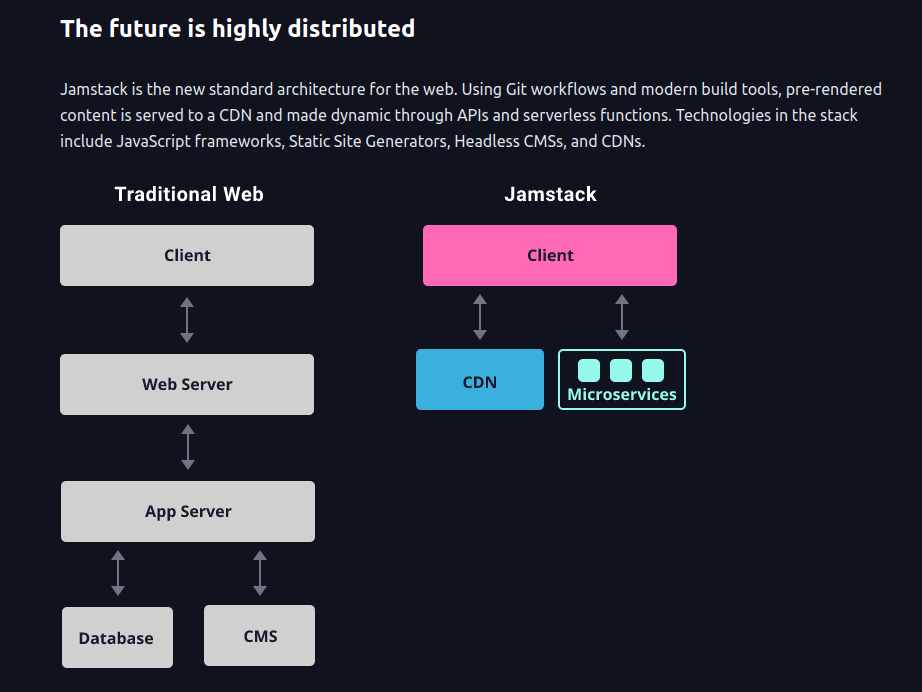 The future is highly distributed
Jamstack is the new standard architecture for the web. Using Git workflows and modern build tools, pre-rendered
content is served to a CDN and made dynamic through APIs and serverless functions. Technologies in the stack
include JavaScript frameworks, Static Site Generators, Headless CMSs, and CDNs.
Traditional Web
Client
Web Server
App Server
Database
CMS
Jamstack
Client
CDN
Microservices